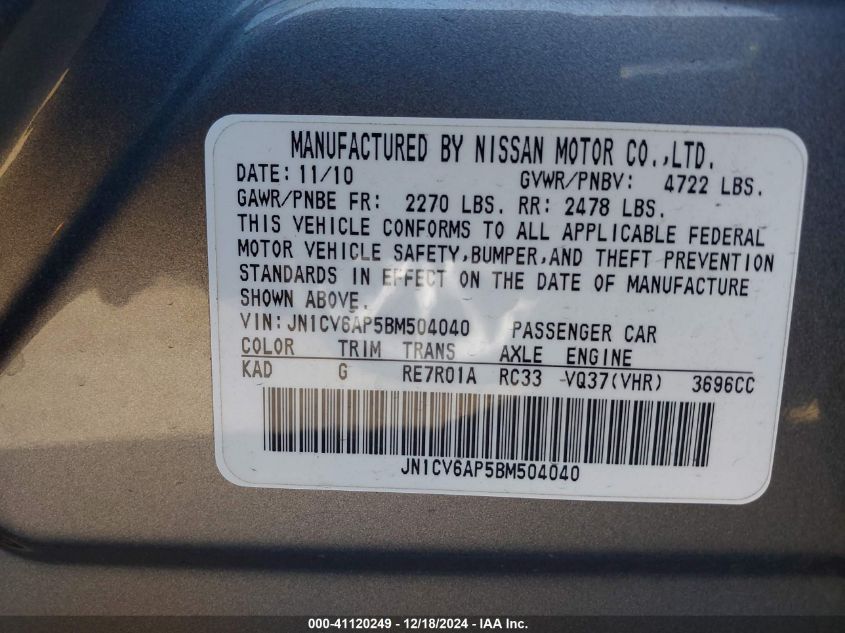 MANUFACTURED BY NISSAN MOTOR CO.,LTD.
DATE: 11/10 GVWR/PNBV: 4722 LBS.
GAWR/PNBE FR: 2270 LBS. RR: 2478 LBS.
THIS VEHICLE CONFORMS TO ALL APPLICABLE FEDERAL
MOTOR VEHICLE SAFETY,BUMPER,AND THEFT PREVENTION
STANDARDS IN EFFECT ON THE DATE OF MANUFACTURE
SHOWN ABOVE.
VIN:JN1CV6AP5BM504040 PASSENGER CAR
COLOR TRIM TRANS AXLE ENGINE
KAD G RE7R01A RC33 VQ37(VHR) 3696CC
JN1CV6AP5BM504040
000-41120249 - 12/18/2024 - IAA Inc.